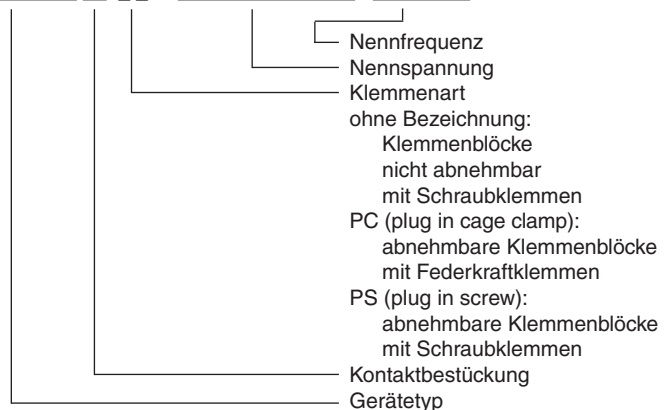 Nennfrequenz
Nennspannung
Klemmenart
ohne Bezeichnung:
Klemmenblöcke
nicht abnehmbar
mit Schraubklemmen
PC (plug in cage clamp):
abnehmbare Klemmenblöcke
mit Federkraftklemmen
PS (plug in screw):
abnehmbare Klemmenblöcke
mit Schraubklemmen
Kontaktbestückung
Gerätetyp